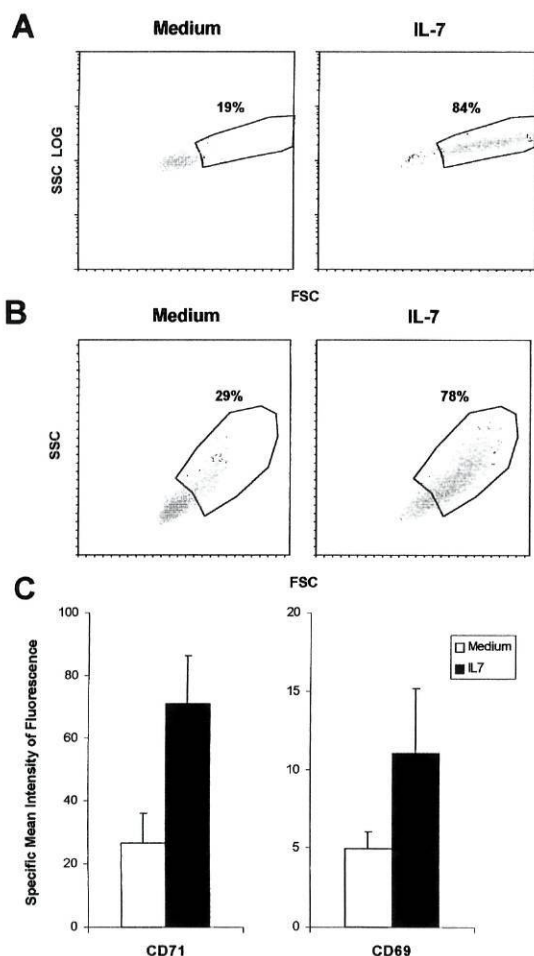 A
Medium
IL-7
19%
84%
SSC LOG
FSC
B
Medium
IL-7
29%
78%
SSC
FSC
C
Specific Mean Intensity of Fluorescence
100
80
60
40
20
0
CD71
20
15
10
5
0
CD69
Medium
IL7